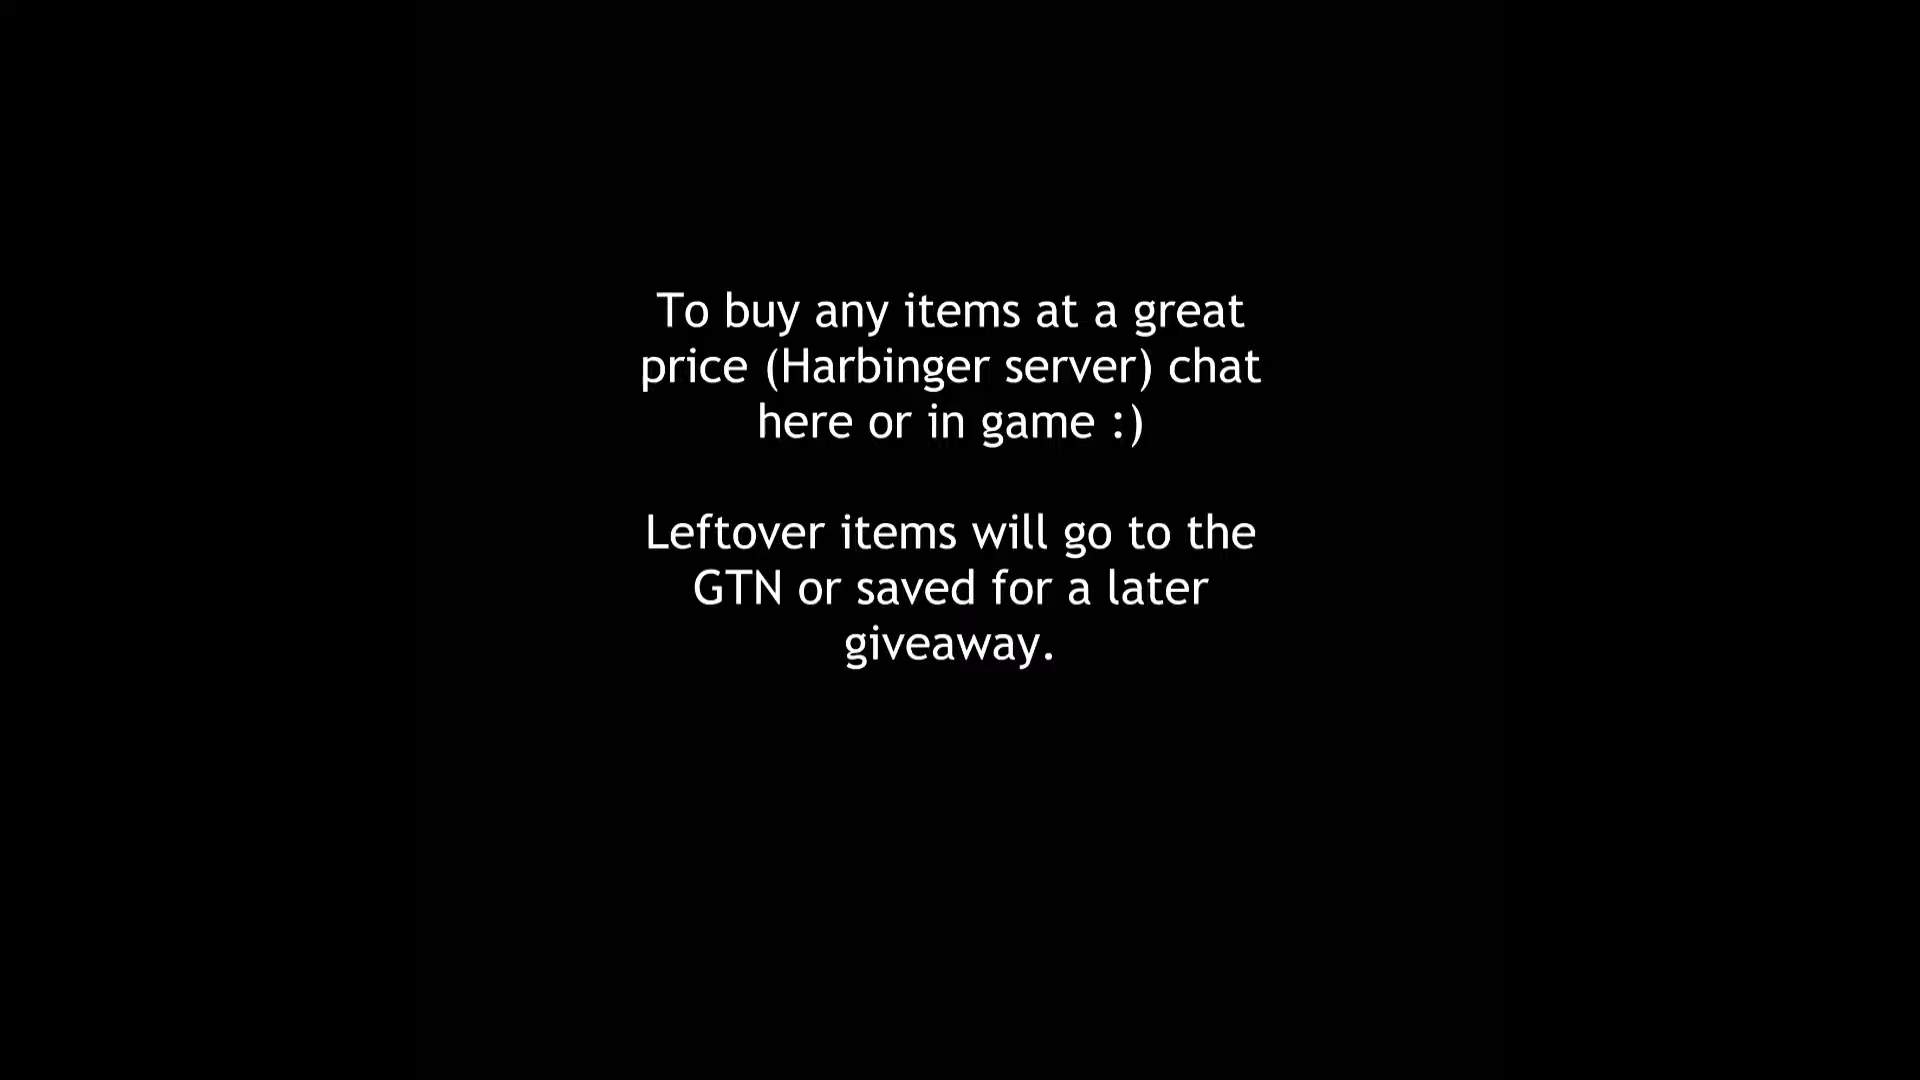 To buy any items at a great
price (Harbinger server) chat
here or in game :)
Leftover items will go to the
GTN or saved for a later
giveaway.